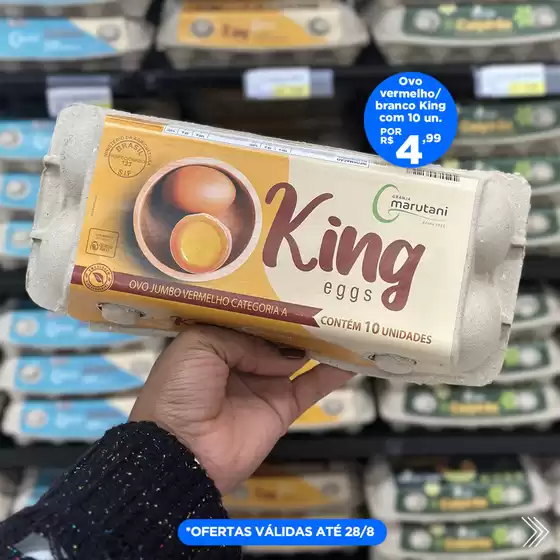 Ovo
vermelho/
branco King
com 10 un.
POR
R$ 4,99
BRASIL
S.I.F.
GRANJA
marutani
King
eggs
OVO JUMBO VERMELHO CATEGORIA A
CONTÉM 10 UNIDADES
*OFERTAS VÁLIDAS ATÉ 28/8